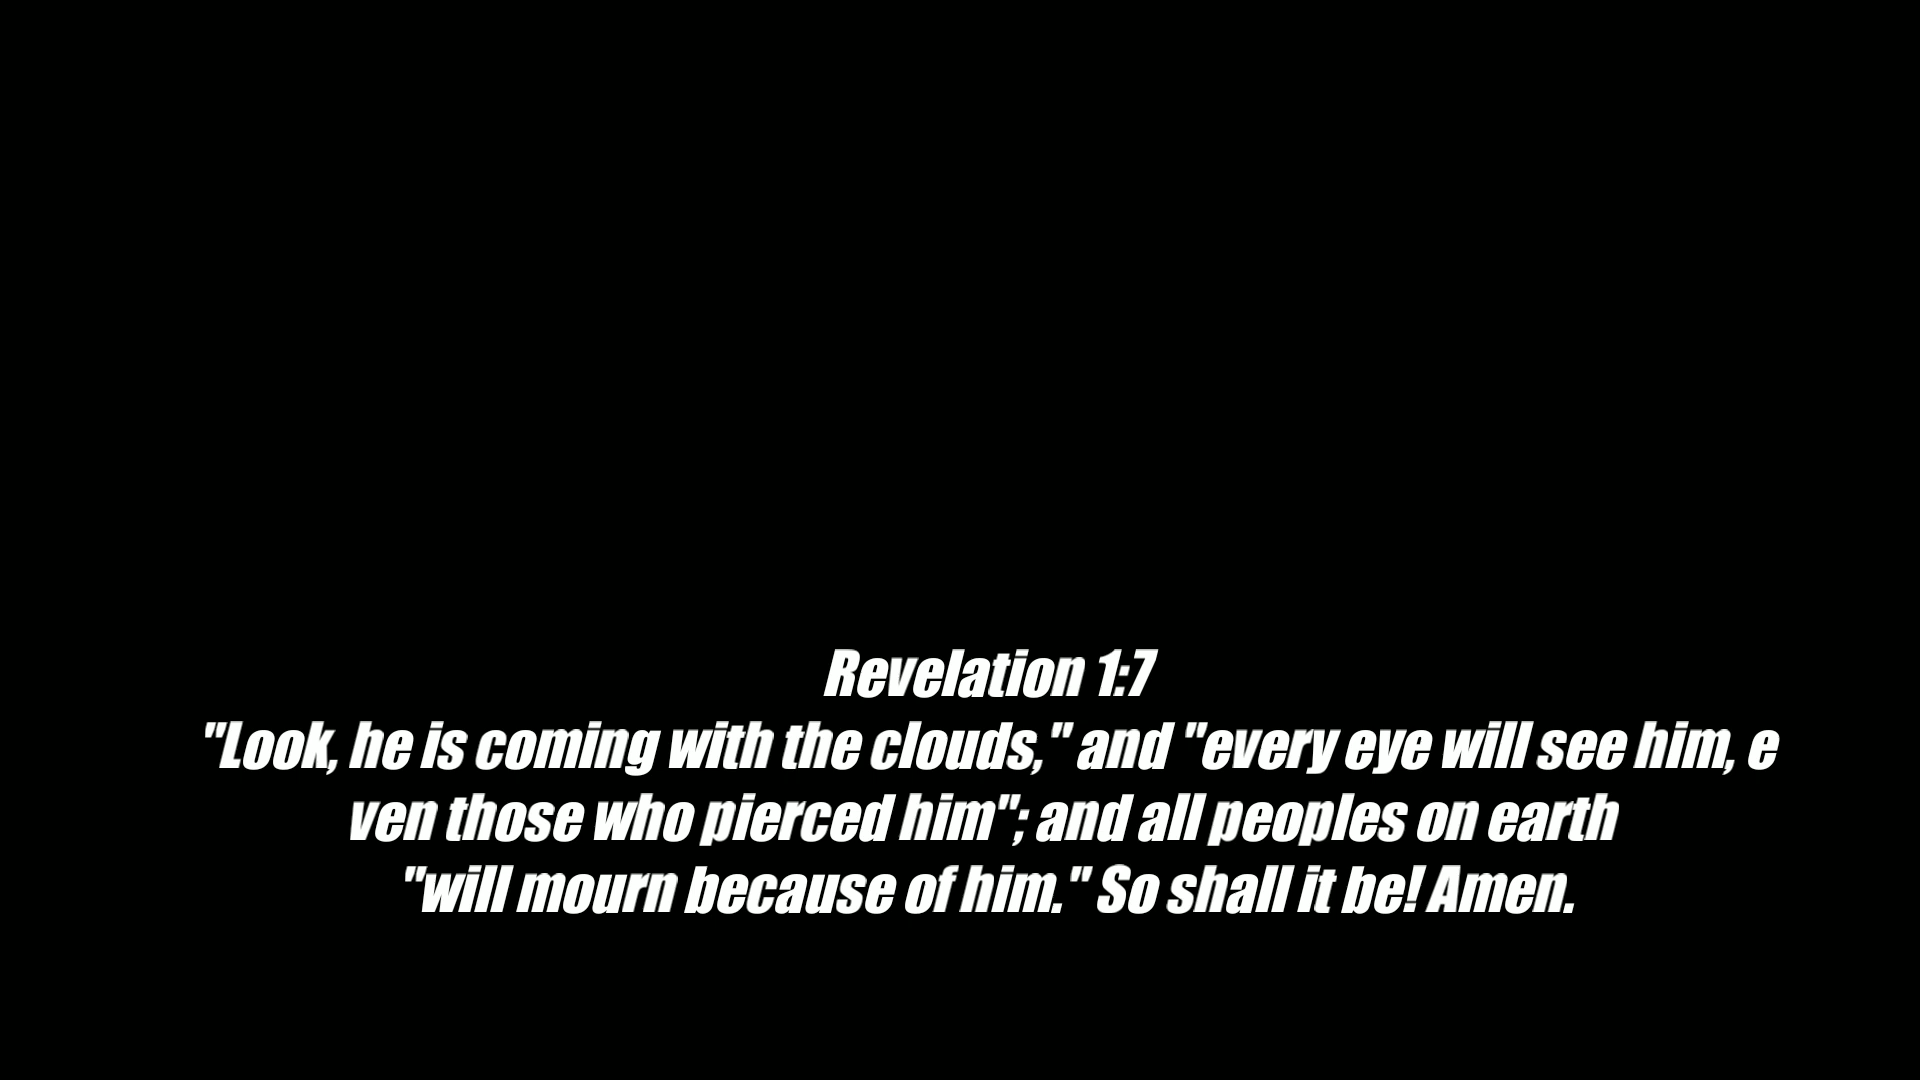 Revelation 1:7
"Look, he is coming with the clouds," and "every eye will see him, e
ven those who pierced him"; and all peoples on earth
"will mourn because of him." So shall it be! Amen.